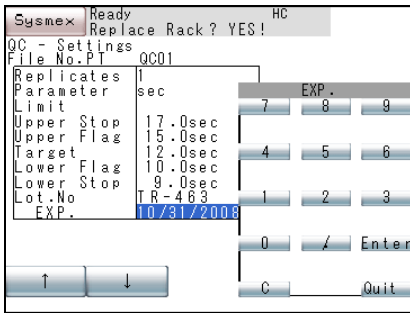 Sysmex Ready HC
Replace Rack? YES!
QC - Settings
File No.PT QC01
Replicates 1
Parameter sec
Limit
Upper Stop 17.0sec
Upper Flag 15.0sec
Target 12.0sec
Lower Flag 10.0sec
Lower Stop 9.0sec
Lot.No TR-463
EXP. 10/31/2008
↑ ↓
EXP.
7 8 9
4 5 6
1 2 3
0 / Enter
C Quit